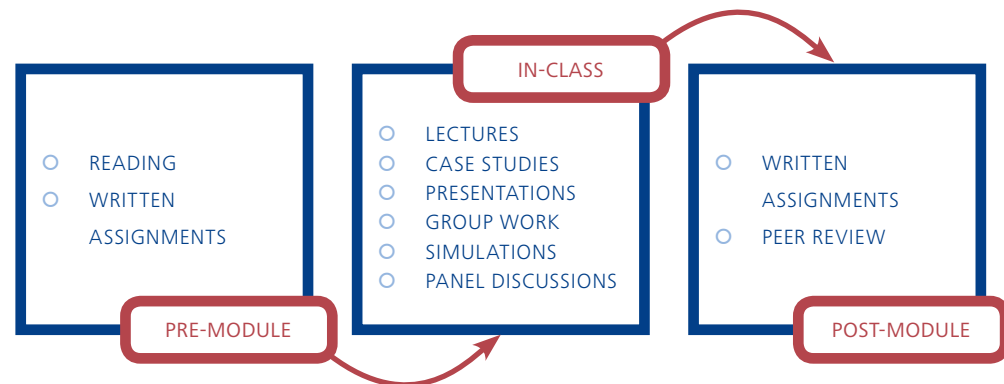 READING
WRITTEN
ASSIGNMENTS
PRE-MODULE
IN-CLASS
LECTURES
CASE STUDIES
PRESENTATIONS
GROUP WORK
SIMULATIONS
PANEL DISCUSSIONS
WRITTEN
ASSIGNMENTS
PEER REVIEW
POST-MODULE